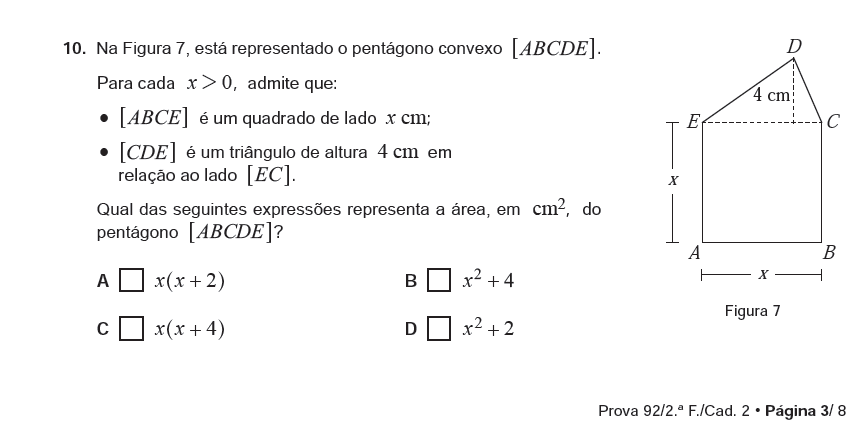 10. Na Figura 7, está representado o pentágono convexo [ABCDE].
Para cada x > 0, admite que:
• [ABCE] é um quadrado de lado x cm;
• [CDE] é um triângulo de altura 4 cm em
relação ao lado [EC].
Qual das seguintes expressões representa a área, em cm², do
pentágono [ABCDE]?
A □ x(x + 2)
B □ x² + 4
C □ x(x + 4)
D □ x² + 2
D
4 cm
E
C
x
A
B
x
Figura 7
Prova 92/2.ª F./Cad. 2 • Página 3/ 8